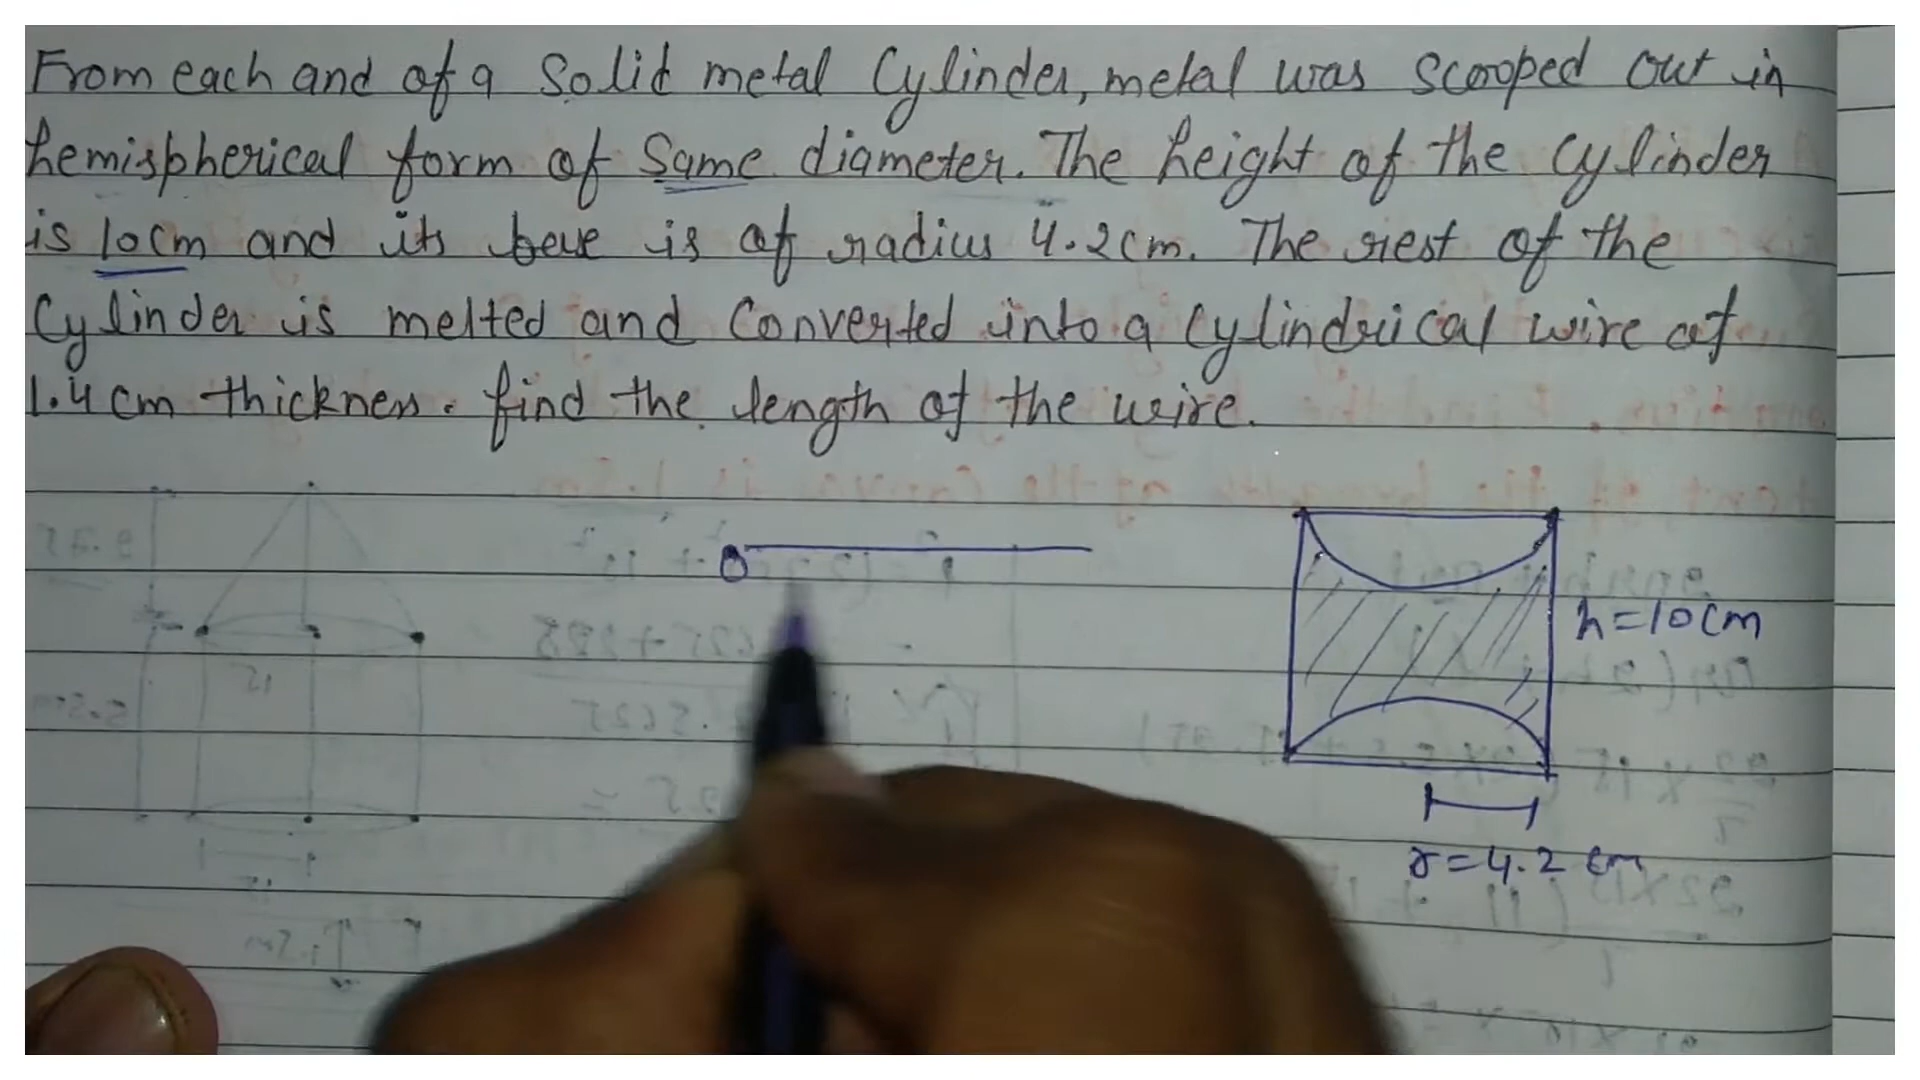 From each and of a Solid metal Cylinder, metal was scooped out in
hemispherical form of Same diameter. The height of the cylinder
is 10cm and its base is of radius 4.2cm. The rest of the
Cylinder is melted and Converted into a Cylindrical wire of
1.4cm thickness. find the length of the wire.
h=10cm
r=4.2 cm